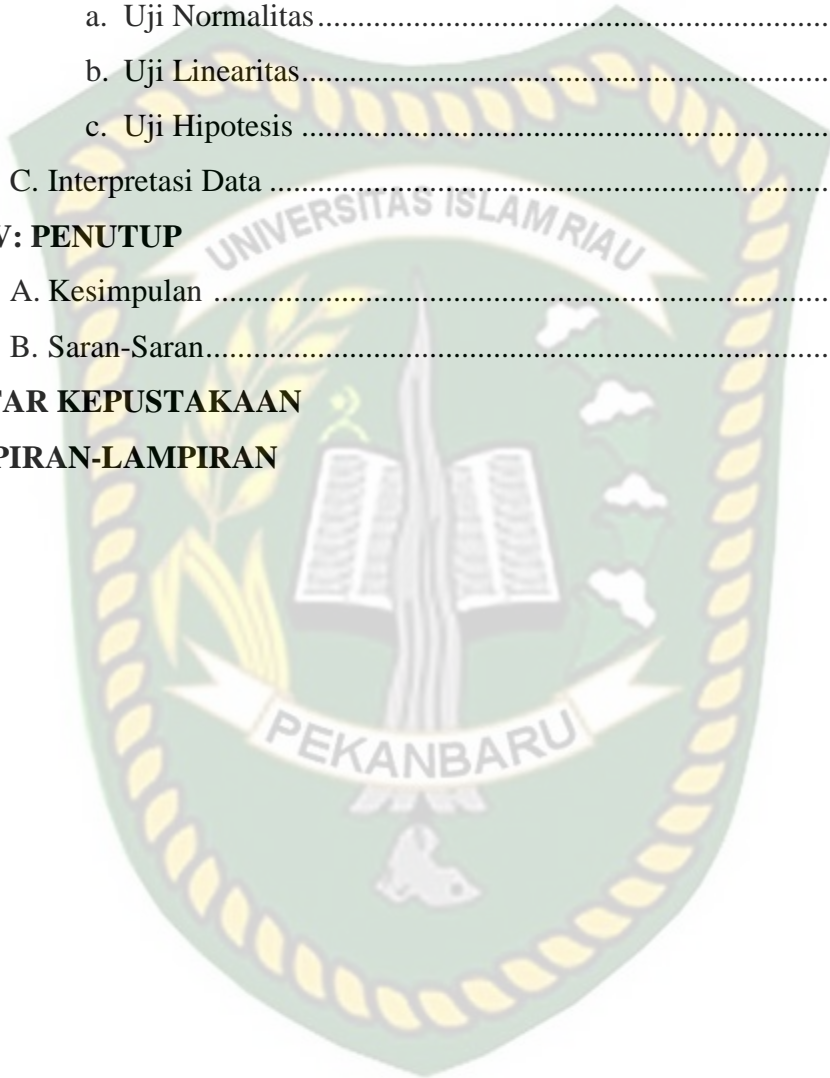 a. Uji Normalitas................................................................................
b. Uji Linearitas...................................................................................
c. Uji Hipotesis ..................................................................................
C. Interpretasi Data .......................................................................................
V: PENUTUP
UNIVERSITAS ISLAM RIAU
A. Kesimpulan ................................................................................................
B. Saran-Saran.................................................................................................
AR KEPUSTAKAAN
PIRAN-LAMPIRAN
PEKANBARU